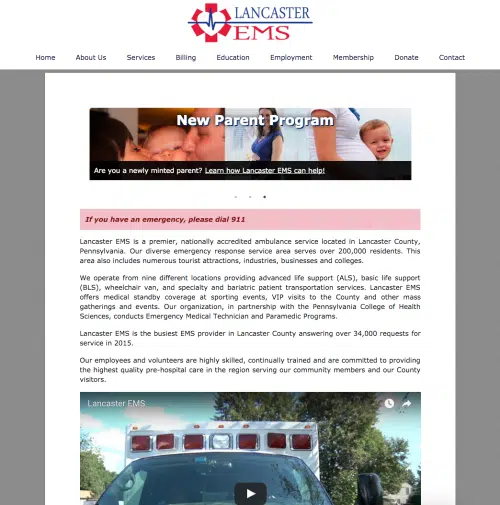 LANCASTER
EMS
Home About Us Services Billing Education Employment Membership Donate Contact
New Parent Program
Are you a newly minted parent? Learn how Lancaster EMS can help!
If you have an emergency, please dial 911
Lancaster EMS is a premier, nationally accredited ambulance service located in Lancaster County,
Pennsylvania. Our diverse emergency response service area serves over 200,000 residents. This
area also includes numerous tourist attractions, industries, businesses and colleges.
We operate from nine different locations providing advanced life support (ALS), basic life support
(BLS), wheelchair van, and specialty and bariatric patient transportation services. Lancaster EMS
offers medical standby coverage at sporting events, VIP visits to the County and other mass
gatherings and events. Our organization, in partnership with the Pennsylvania College of Health
Sciences, conducts Emergency Medical Technician and Paramedic Programs.
Lancaster EMS is the busiest EMS provider in Lancaster County answering over 34,000 requests for
service in 2015.
Our employees and volunteers are highly skilled, continually trained and are committed to providing
the highest quality pre-hospital care in the region serving our community members and our County
visitors.
Lancaster EMS